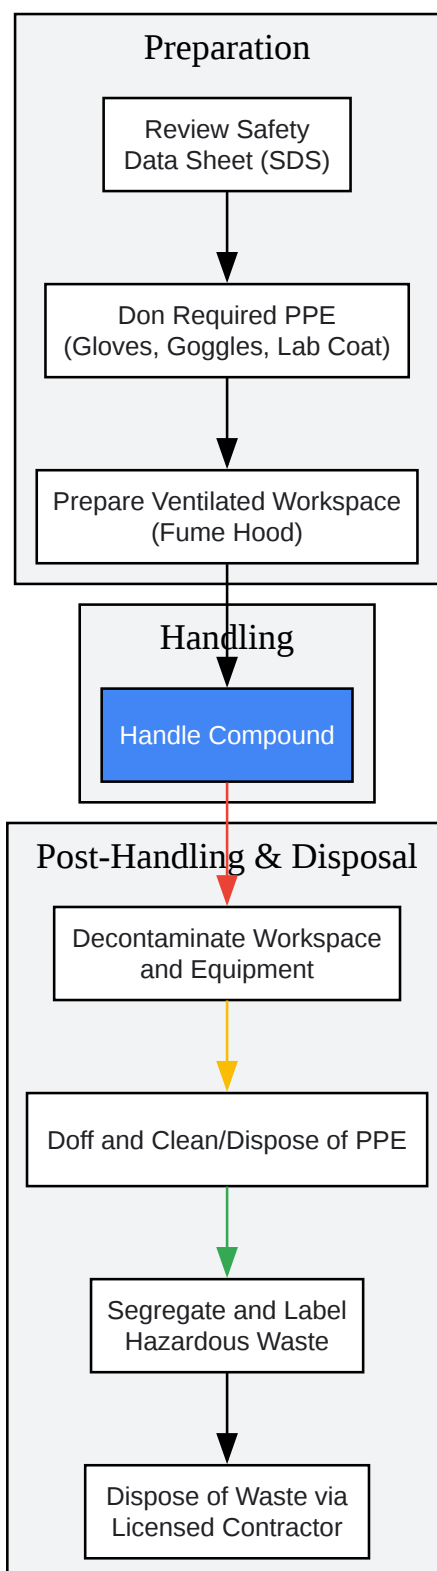 Preparation
Review Safety
Data Sheet (SDS)
Don Required PPE
(Gloves, Goggles, Lab Coat)
Prepare Ventilated Workspace
(Fume Hood)
Handling
Handle Compound
Post-Handling & Disposal
Decontaminate Workspace
and Equipment
Doff and Clean/Dispose of PPE
Segregate and Label
Hazardous Waste
Dispose of Waste via
Licensed Contractor